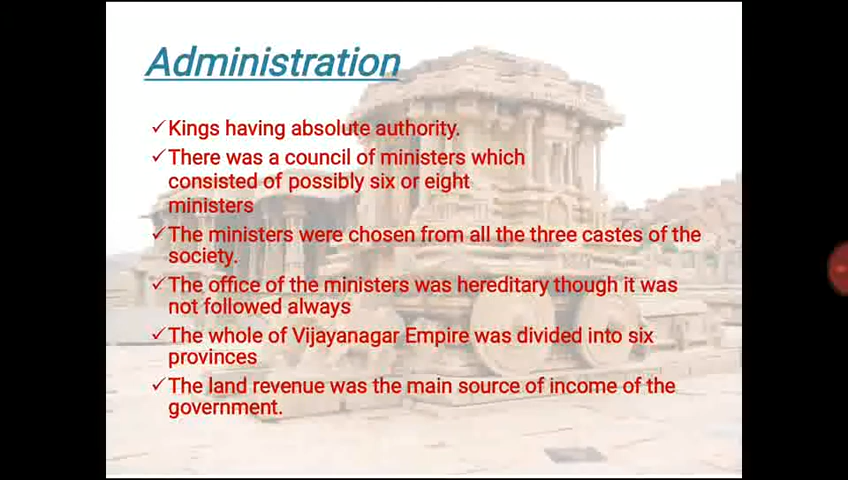 Administration
✓Kings having absolute authority.
✓There was a council of ministers which
consisted of possibly six or eight
ministers
✓The ministers were chosen from all the three castes of the
society.
✓The office of the ministers was hereditary though it was
not followed always
✓The whole of Vijayanagar Empire was divided into six
provinces
✓The land revenue was the main source of income of the
government.